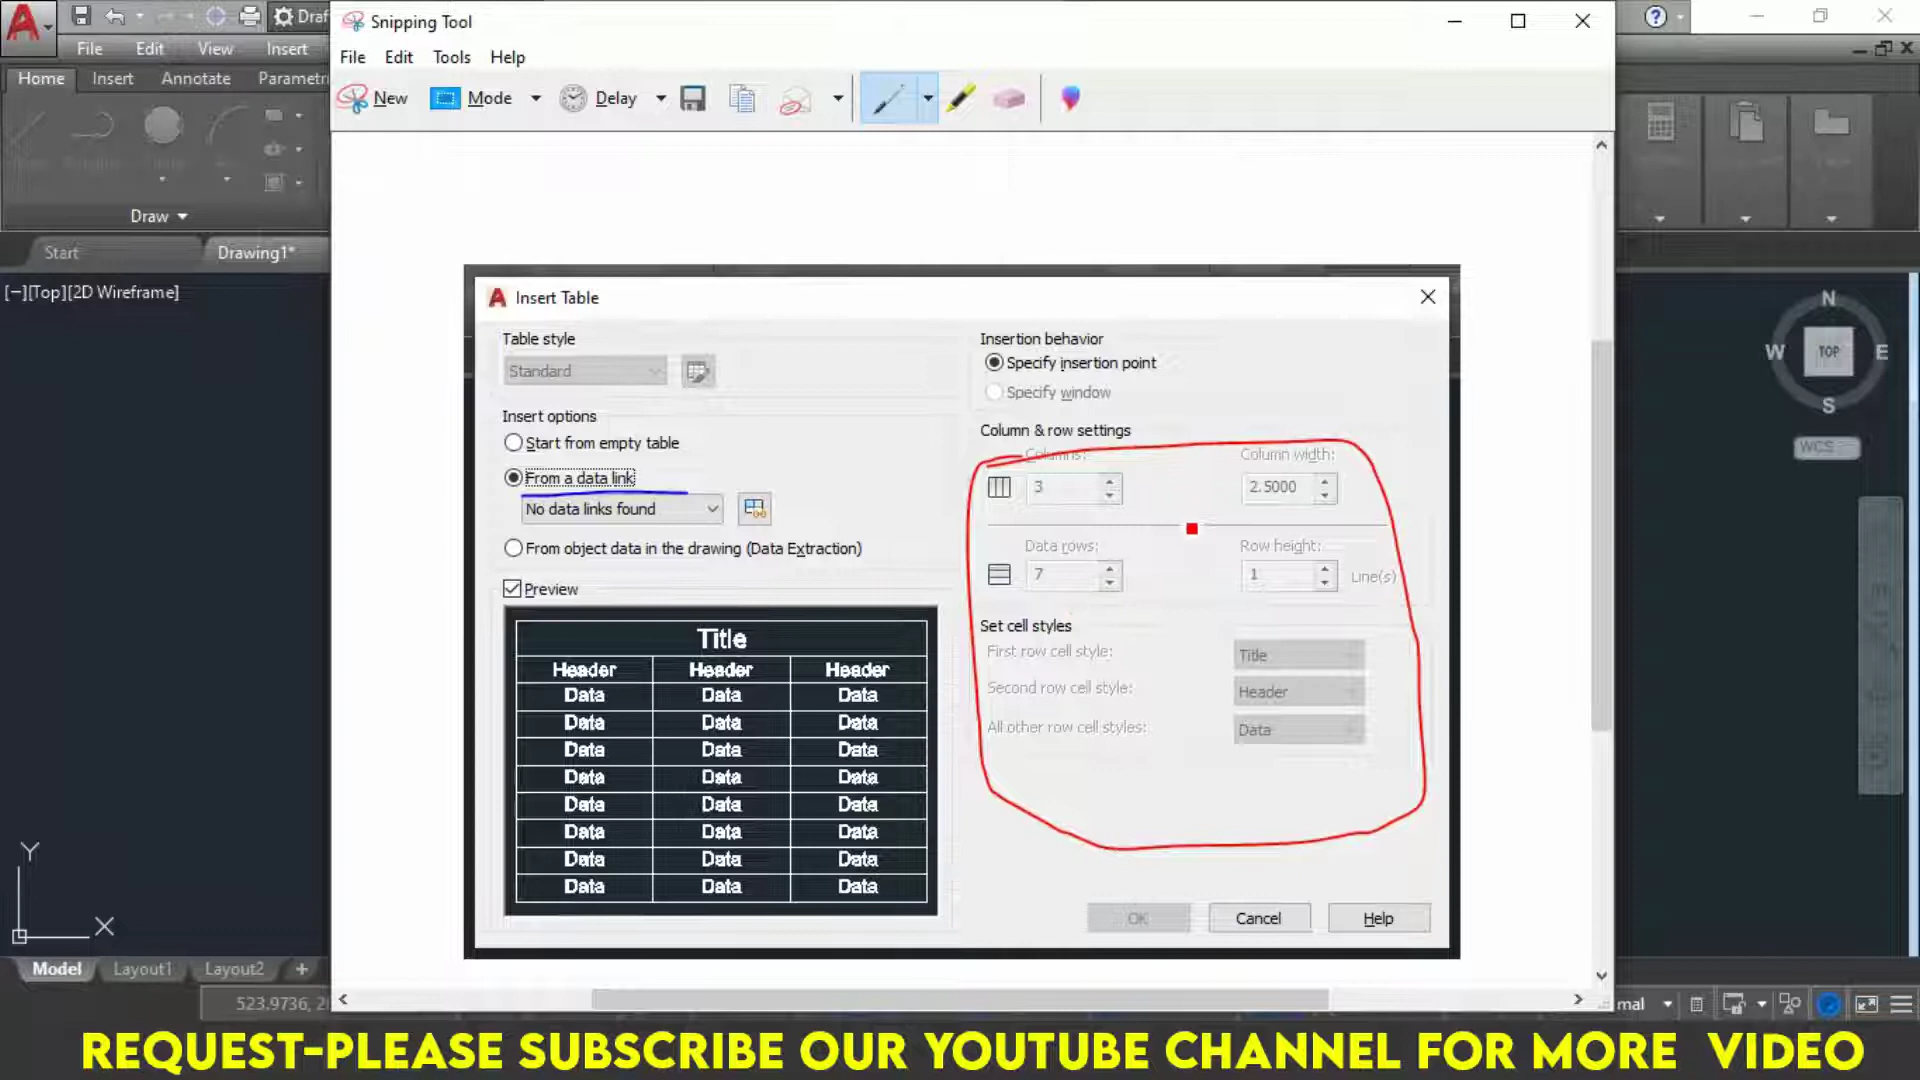 Snipping Tool
File Edit Tools Help
New Mode Delay
File Edit View Insert
Home Insert Annotate
Draw
Start Drawing1*
[−][Top][2D Wireframe]
N
W TOP E
S
WCS
Insert Table
Table style
Standard
Insert options
Start from empty table
From a data link
No data links found
From object data in the drawing (Data Extraction)
Preview
Title
Header Header Header
Data Data Data
Data Data Data
Data Data Data
Data Data Data
Data Data Data
Data Data Data
Data Data Data
Data Data Data
Insertion behavior
Specify insertion point
Specify window
Column & row settings
Columns: Column width:
3 2.5000
Data rows: Row height:
7 1 Line(s)
Set cell styles
First row cell style: Title
Second row cell style: Header
All other row cell styles: Data
OK Cancel Help
Y
X
Model Layout1 Layout2 +
523.9736,
REQUEST-PLEASE SUBSCRIBE OUR YOUTUBE CHANNEL FOR MORE VIDEO